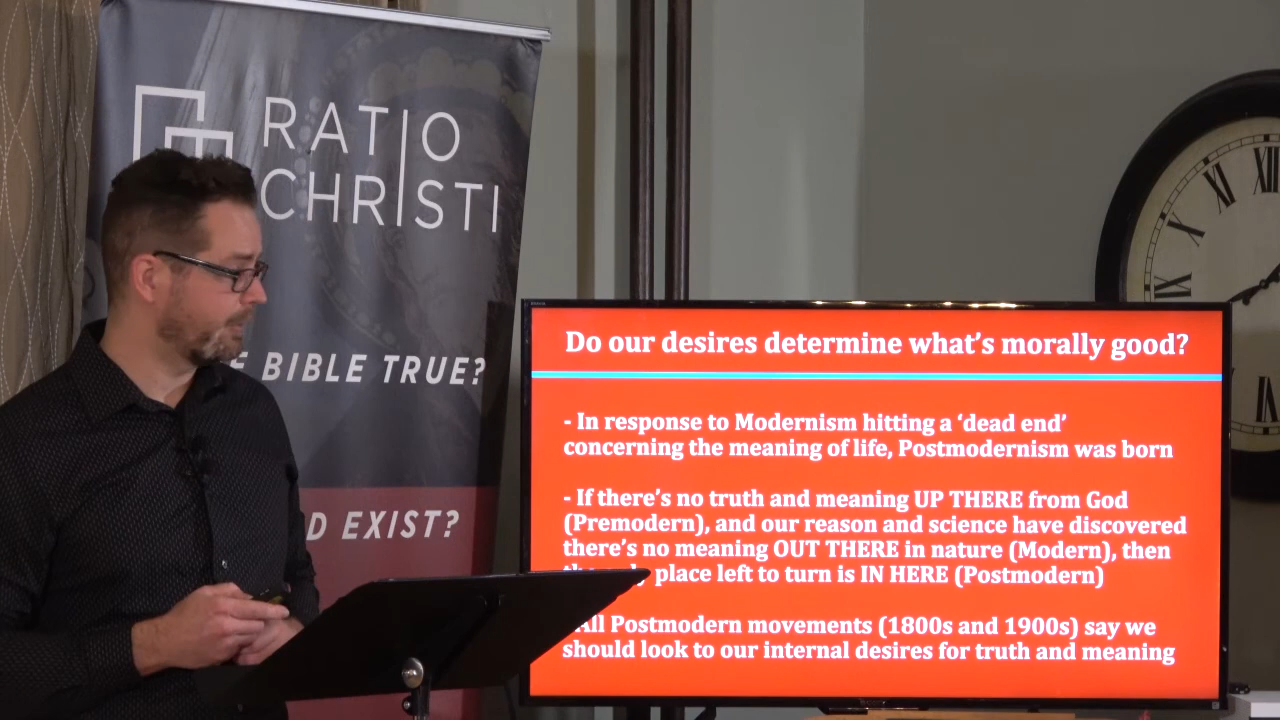 RATIO
CHRISTI
BIBLE TRUE?
EXIST?
Do our desires determine what's morally good?
- In response to Modernism hitting a 'dead end'
concerning the meaning of life, Postmodernism was born
- If there's no truth and meaning UP THERE from God
(Premodern), and our reason and science have discovered
there's no meaning OUT THERE in nature (Modern), then
place left to turn is IN HERE (Postmodern)
All Postmodern movements (1800s and 1900s) say we
should look to our internal desires for truth and meaning
XII
XI
X
IX